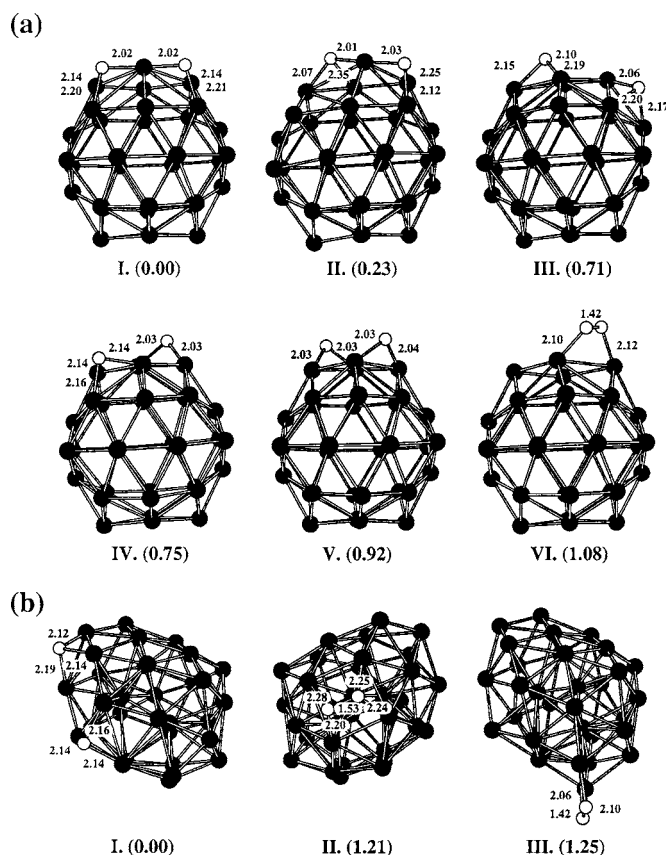 (a)
2.02 2.02
2.14 2.14
2.20 2.21
I. (0.00)
2.01 2.03
2.07 2.35 2.25
2.12
II. (0.23)
2.10
2.15 2.19 2.06
2.20 2.17
III. (0.71)
2.14 2.03
2.14 2.03
2.16
IV. (0.75)
2.03
2.03 2.03 2.04
V. (0.92)
1.42
2.10 2.12
VI. (1.08)
(b)
2.12
2.19 2.14
2.16
2.14
2.14
I. (0.00)
2.25
2.28
1.53 2.24
2.20
II. (1.21)
2.06
2.10
1.42
III. (1.25)